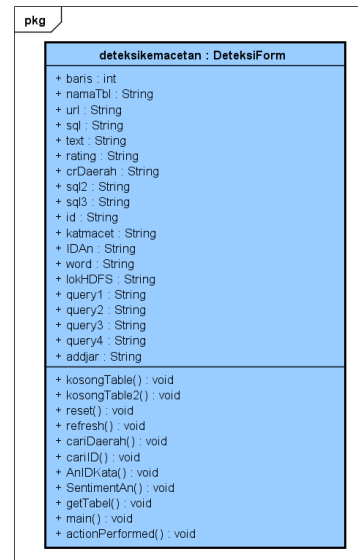 pkg
deteksikemacetan : DeteksiForm
+ baris : int
+ namaTbl : String
+ url : String
+ sql : String
+ text : String
+ rating : String
+ crDaerah : String
+ sql2 : String
+ sql3 : String
+ id : String
+ katmacet : String
+ IDAn : String
+ word : String
+ lokHDFS : String
+ query1 : String
+ query2 : String
+ query3 : String
+ query4 : String
+ addjar : String
+ kosongTable() : void
+ kosongTable2() : void
+ reset() : void
+ refresh() : void
+ cariDaerah() : void
+ cariID() : void
+ AnIDKata() : void
+ SentimentAn() : void
+ getTabel() : void
+ main() : void
+ actionPerformed() : void